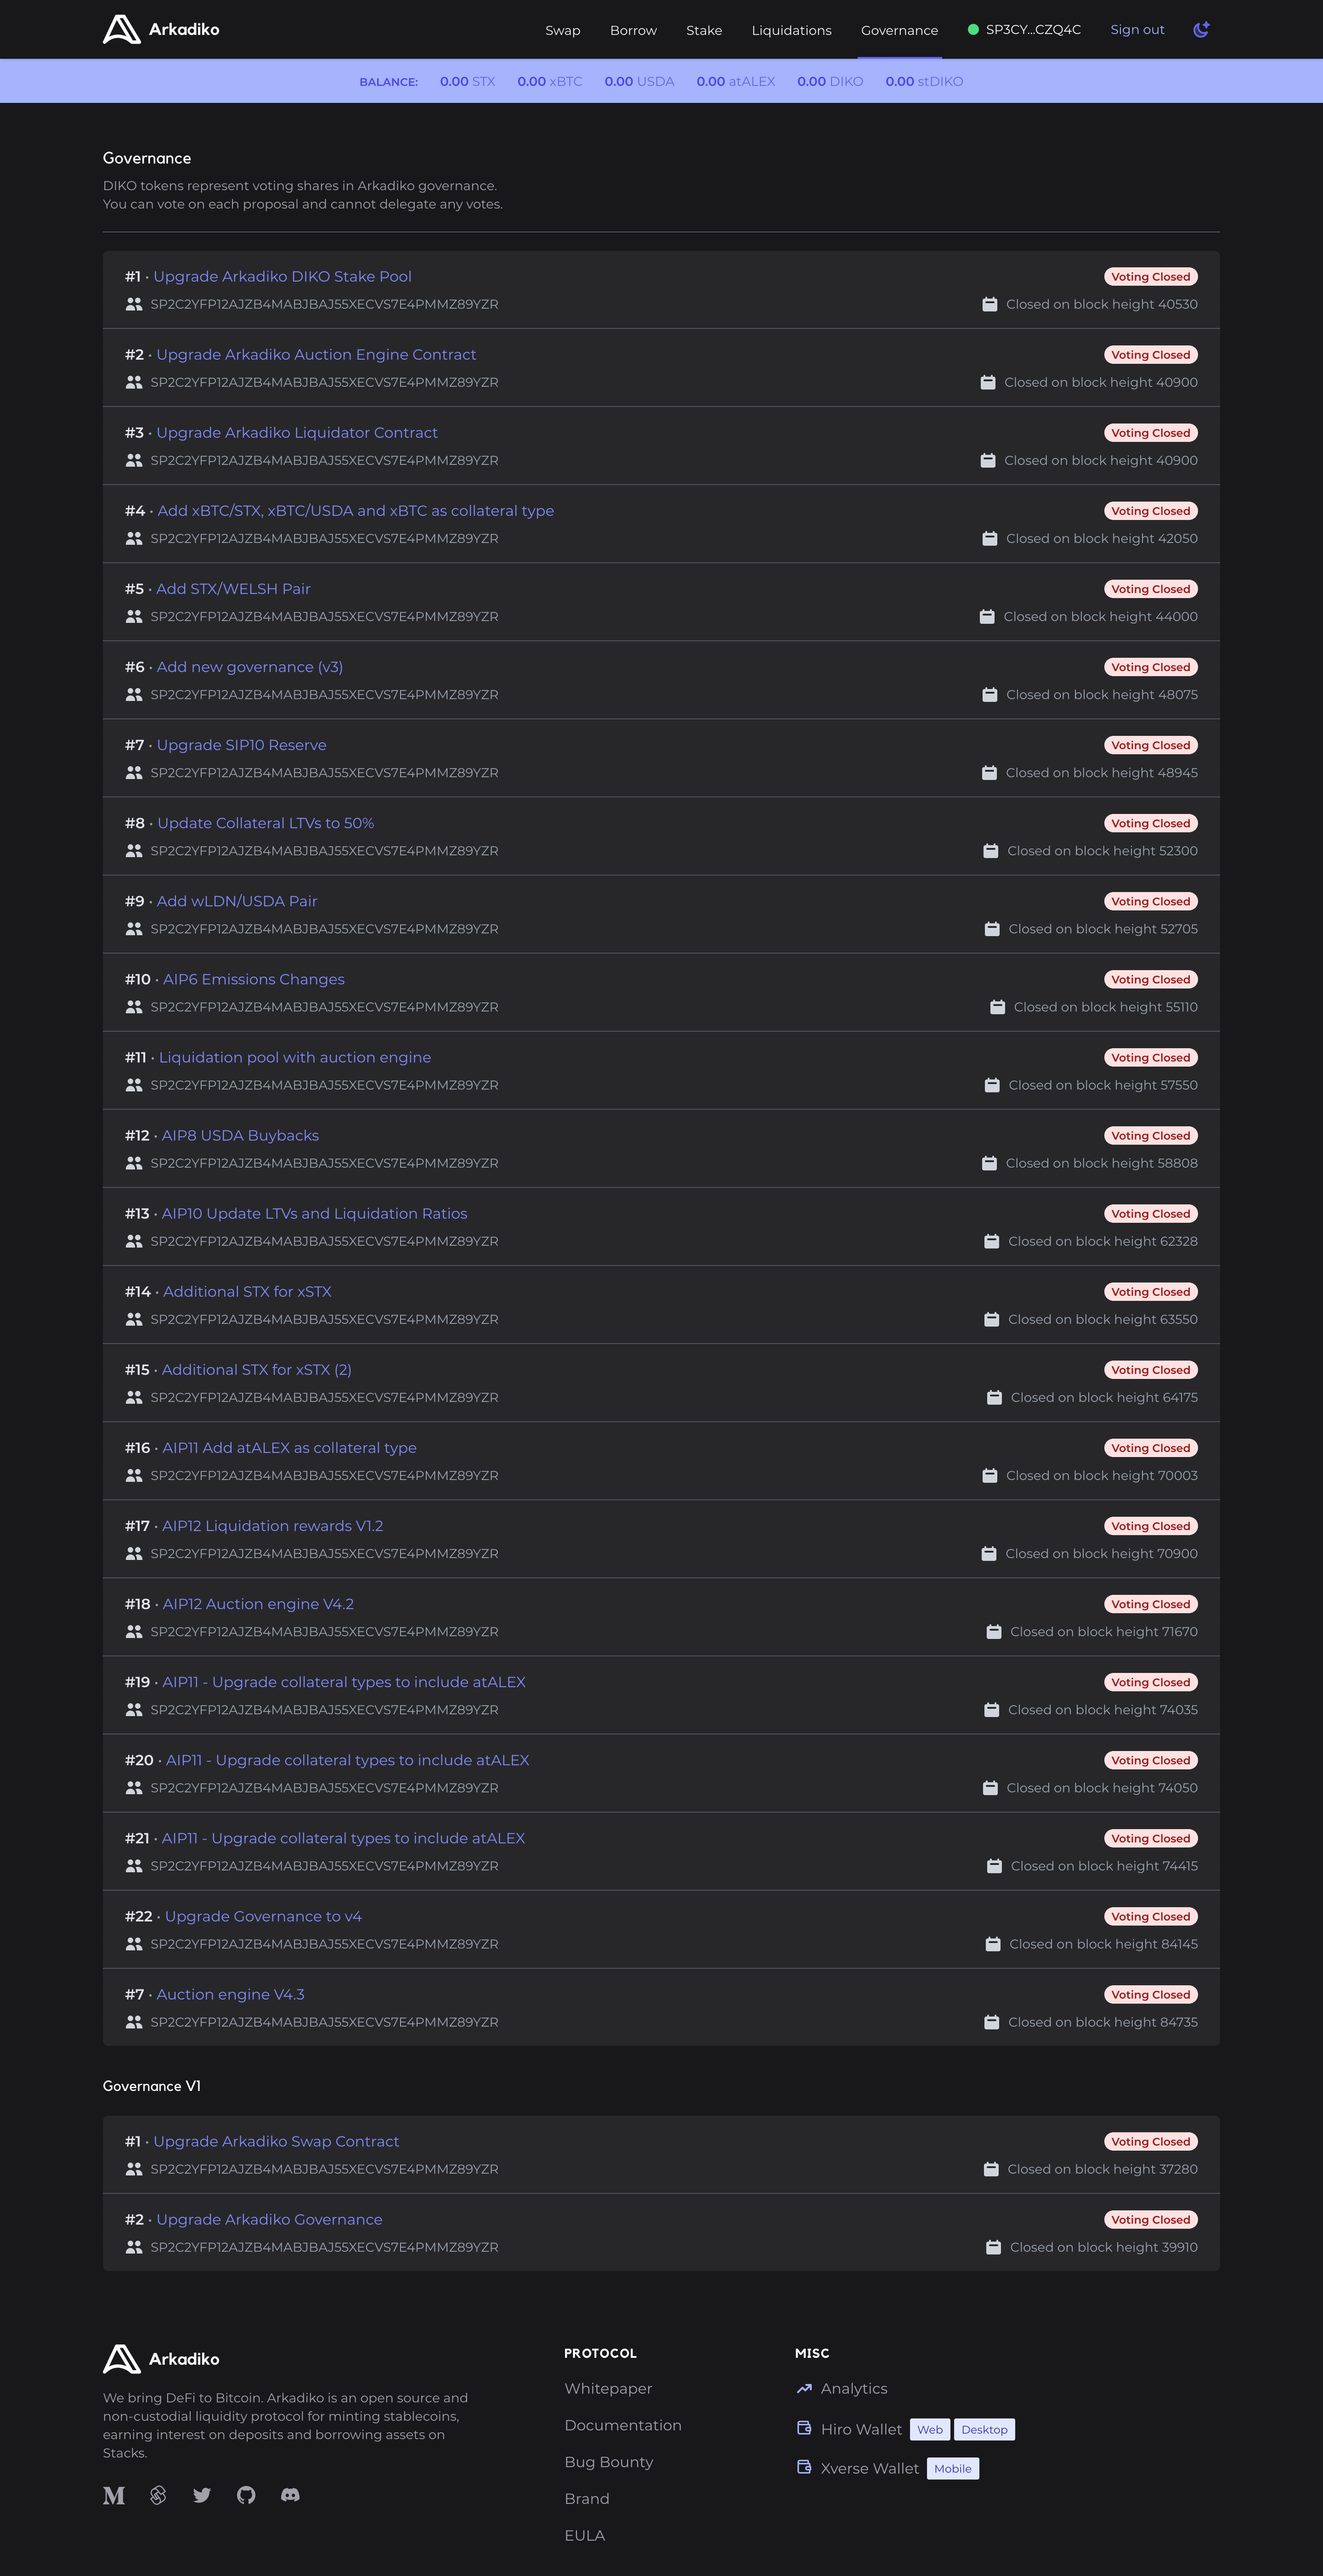 Arkadiko Swap Borrow Stake Liquidations Governance SP3CY...CZQ4C Sign out
BALANCE: 0.00 STX 0.00 xBTC 0.00 USDA 0.00 atALEX 0.00 DIKO 0.00 stDIKO
Governance
DIKO tokens represent voting shares in Arkadiko governance.
You can vote on each proposal and cannot delegate any votes.
#1 · Upgrade Arkadiko DIKO Stake Pool Voting Closed
SP2C2YFP12AJZB4MABJBAJ55XECVS7E4PMMZ89YZR Closed on block height 40530
#2 · Upgrade Arkadiko Auction Engine Contract Voting Closed
SP2C2YFP12AJZB4MABJBAJ55XECVS7E4PMMZ89YZR Closed on block height 40900
#3 · Upgrade Arkadiko Liquidator Contract Voting Closed
SP2C2YFP12AJZB4MABJBAJ55XECVS7E4PMMZ89YZR Closed on block height 40900
#4 · Add xBTC/STX, xBTC/USDA and xBTC as collateral type Voting Closed
SP2C2YFP12AJZB4MABJBAJ55XECVS7E4PMMZ89YZR Closed on block height 42050
#5 · Add STX/WELSH Pair Voting Closed
SP2C2YFP12AJZB4MABJBAJ55XECVS7E4PMMZ89YZR Closed on block height 44000
#6 · Add new governance (v3) Voting Closed
SP2C2YFP12AJZB4MABJBAJ55XECVS7E4PMMZ89YZR Closed on block height 48075
#7 · Upgrade SIP10 Reserve Voting Closed
SP2C2YFP12AJZB4MABJBAJ55XECVS7E4PMMZ89YZR Closed on block height 48945
#8 · Update Collateral LTVs to 50% Voting Closed
SP2C2YFP12AJZB4MABJBAJ55XECVS7E4PMMZ89YZR Closed on block height 52300
#9 · Add wLDN/USDA Pair Voting Closed
SP2C2YFP12AJZB4MABJBAJ55XECVS7E4PMMZ89YZR Closed on block height 52705
#10 · AIP6 Emissions Changes Voting Closed
SP2C2YFP12AJZB4MABJBAJ55XECVS7E4PMMZ89YZR Closed on block height 55110
#11 · Liquidation pool with auction engine Voting Closed
SP2C2YFP12AJZB4MABJBAJ55XECVS7E4PMMZ89YZR Closed on block height 57550
#12 · AIP8 USDA Buybacks Voting Closed
SP2C2YFP12AJZB4MABJBAJ55XECVS7E4PMMZ89YZR Closed on block height 58808
#13 · AIP10 Update LTVs and Liquidation Ratios Voting Closed
SP2C2YFP12AJZB4MABJBAJ55XECVS7E4PMMZ89YZR Closed on block height 62328
#14 · Additional STX for xSTX Voting Closed
SP2C2YFP12AJZB4MABJBAJ55XECVS7E4PMMZ89YZR Closed on block height 63550
#15 · Additional STX for xSTX (2) Voting Closed
SP2C2YFP12AJZB4MABJBAJ55XECVS7E4PMMZ89YZR Closed on block height 64175
#16 · AIP11 Add atALEX as collateral type Voting Closed
SP2C2YFP12AJZB4MABJBAJ55XECVS7E4PMMZ89YZR Closed on block height 70003
#17 · AIP12 Liquidation rewards V1.2 Voting Closed
SP2C2YFP12AJZB4MABJBAJ55XECVS7E4PMMZ89YZR Closed on block height 70900
#18 · AIP12 Auction engine V4.2 Voting Closed
SP2C2YFP12AJZB4MABJBAJ55XECVS7E4PMMZ89YZR Closed on block height 71670
#19 · AIP11 - Upgrade collateral types to include atALEX Voting Closed
SP2C2YFP12AJZB4MABJBAJ55XECVS7E4PMMZ89YZR Closed on block height 74035
#20 · AIP11 - Upgrade collateral types to include atALEX Voting Closed
SP2C2YFP12AJZB4MABJBAJ55XECVS7E4PMMZ89YZR Closed on block height 74050
#21 · AIP11 - Upgrade collateral types to include atALEX Voting Closed
SP2C2YFP12AJZB4MABJBAJ55XECVS7E4PMMZ89YZR Closed on block height 74415
#22 · Upgrade Governance to v4 Voting Closed
SP2C2YFP12AJZB4MABJBAJ55XECVS7E4PMMZ89YZR Closed on block height 84145
#7 · Auction engine V4.3 Voting Closed
SP2C2YFP12AJZB4MABJBAJ55XECVS7E4PMMZ89YZR Closed on block height 84735
Governance V1
#1 · Upgrade Arkadiko Swap Contract Voting Closed
SP2C2YFP12AJZB4MABJBAJ55XECVS7E4PMMZ89YZR Closed on block height 37280
#2 · Upgrade Arkadiko Governance Voting Closed
SP2C2YFP12AJZB4MABJBAJ55XECVS7E4PMMZ89YZR Closed on block height 39910
Arkadiko
We bring DeFi to Bitcoin. Arkadiko is an open source and
non-custodial liquidity protocol for minting stablecoins,
earning interest on deposits and borrowing assets on
Stacks.
PROTOCOL
Whitepaper
Documentation
Bug Bounty
Brand
EULA
MISC
Analytics
Hiro Wallet Web Desktop
Xverse Wallet Mobile